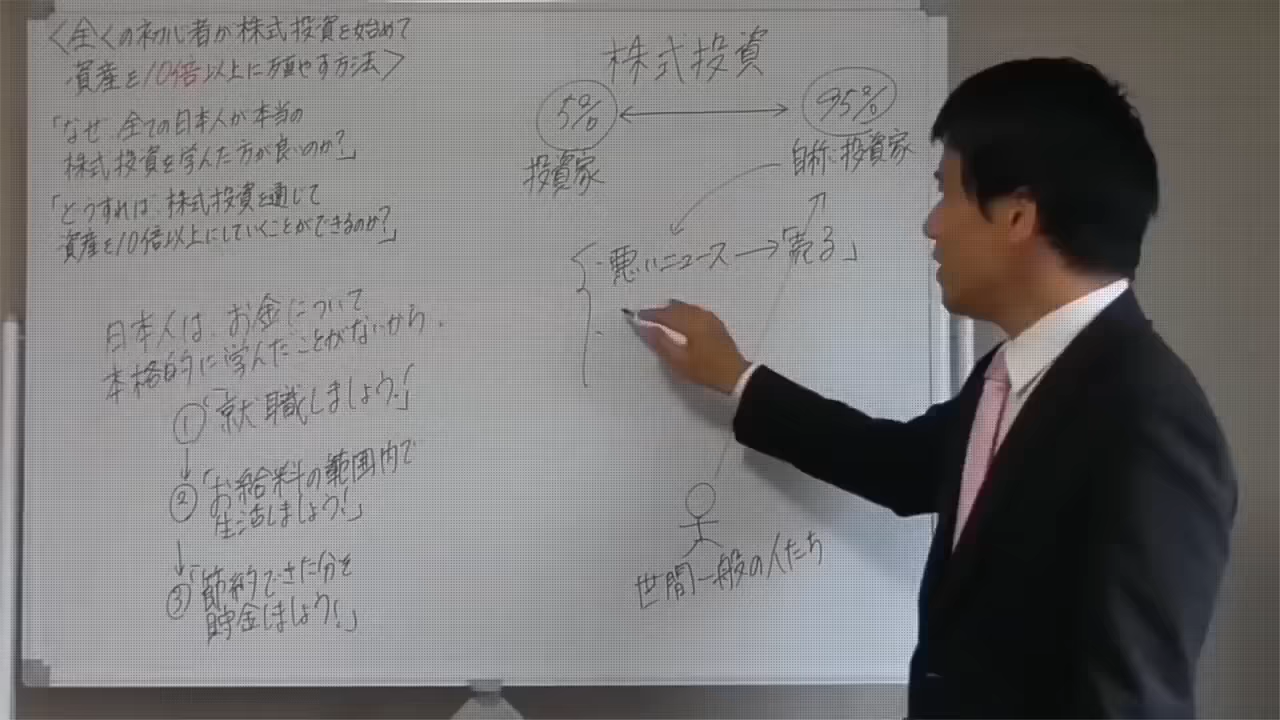 〈全くの初心者が株式投資を始めて
資産を10倍以上に殖やす方法〉
「なぜ、全ての日本人が本当の
株式投資を学んだ方が良いのか?」
「どうすれば、株式投資を通じて
資産を10倍以上にしていくことができるのか?」
日本人は、お金について
本格的に学んだことがないから.
①「就職しましょう!」
↓
②「お給料の範囲内で
生活しましょう!」
↓
③「節約できた分を
貯金しましょう!」
株式投資
5% ↔ 95%
投資家
自称・投資家
・悪いニュース→「売る」
世間一般の人たち